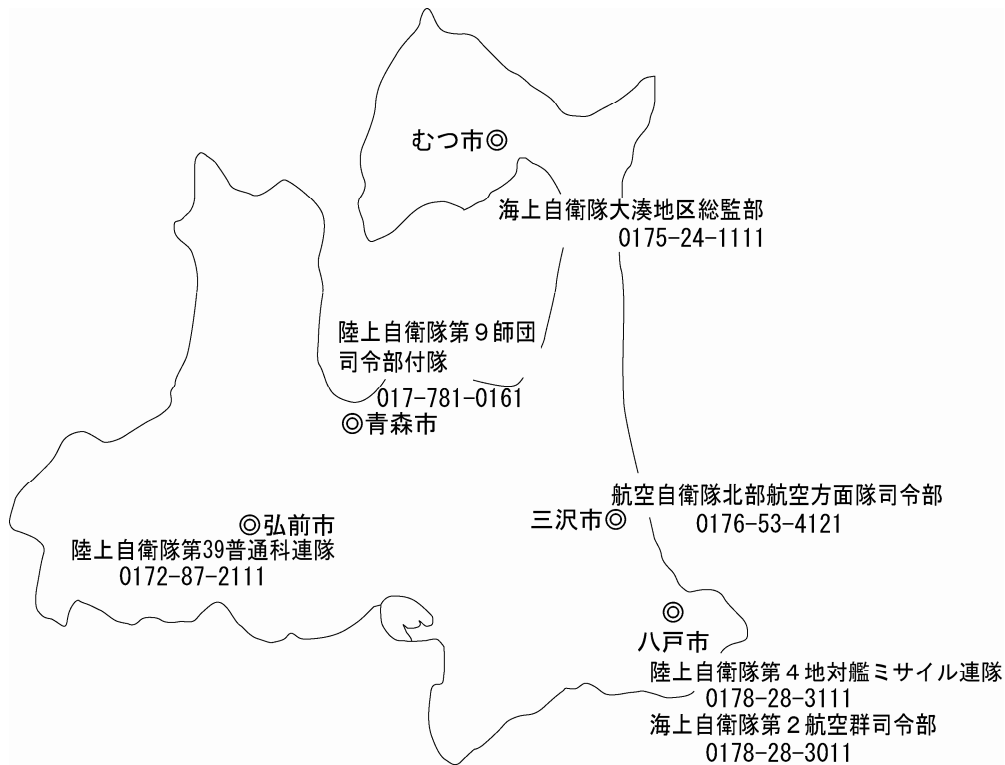 むつ市◎
海上自衛隊大湊地区総監部
0175-24-1111
陸上自衛隊第９師団
司令部付隊
017-781-0161
◎青森市
航空自衛隊北部航空方面隊司令部
三沢市◎
0176-53-4121
◎弘前市
陸上自衛隊第39普通科連隊
0172-87-2111
◎
八戸市
陸上自衛隊第４地対艦ミサイル連隊
0178-28-3111
海上自衛隊第２航空群司令部
0178-28-3011